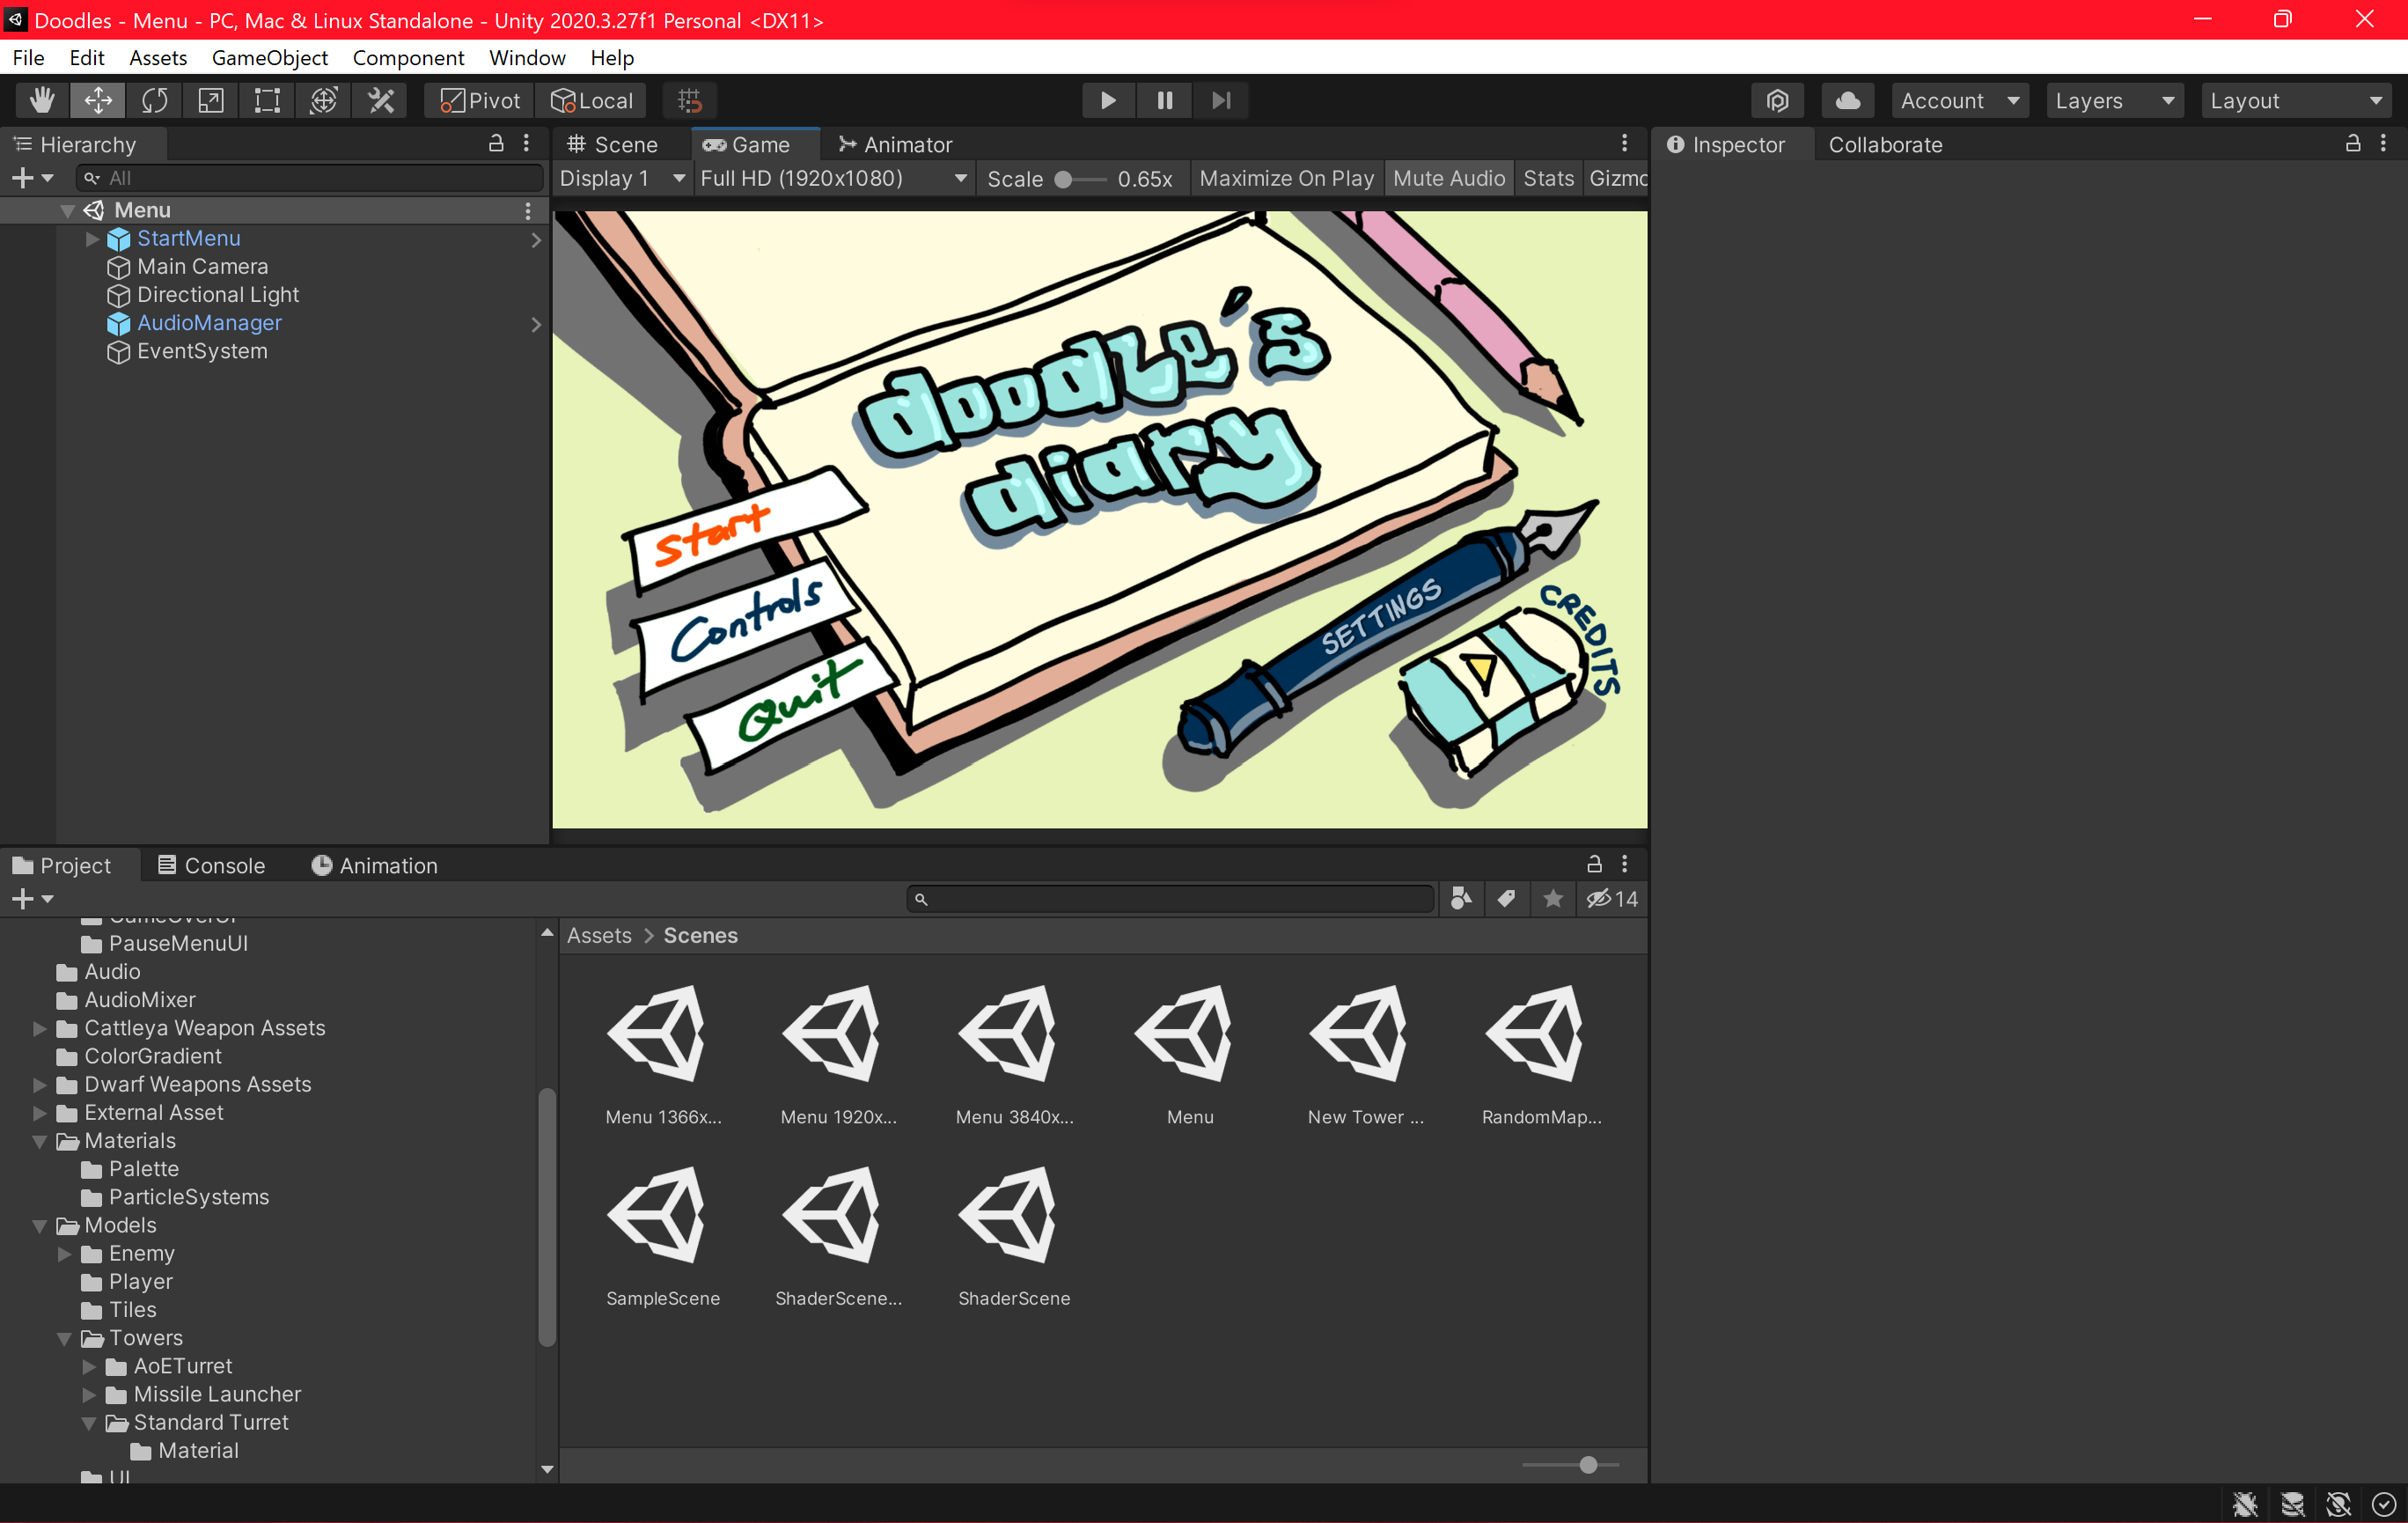 Doodles - Menu - PC, Mac & Linux Standalone - Unity 2020.3.27f1 Personal <DX11>
File Edit Assets GameObject Component Window Help
Pivot Local Account Layers Layout
Hierarchy
All
Menu
StartMenu
Main Camera
Directional Light
AudioManager
EventSystem
Scene Game Animator
Display 1 Full HD (1920x1080) Scale 0.65x Maximize On Play Mute Audio Stats Gizmo
doodle's
diary
Start
Controls
Quit
SETTINGS
CREDITS
Inspector Collaborate
Project Console Animation
14
GameOverUI
PauseMenuUI
Audio
AudioMixer
Cattleya Weapon Assets
ColorGradient
Dwarf Weapons Assets
External Asset
Materials
Palette
ParticleSystems
Models
Enemy
Player
Tiles
Towers
AoETurret
Missile Launcher
Standard Turret
Material
UI
Assets > Scenes
Menu 1366x... Menu 1920x... Menu 3840x... Menu New Tower ... RandomMap...
SampleScene ShaderScene... ShaderScene